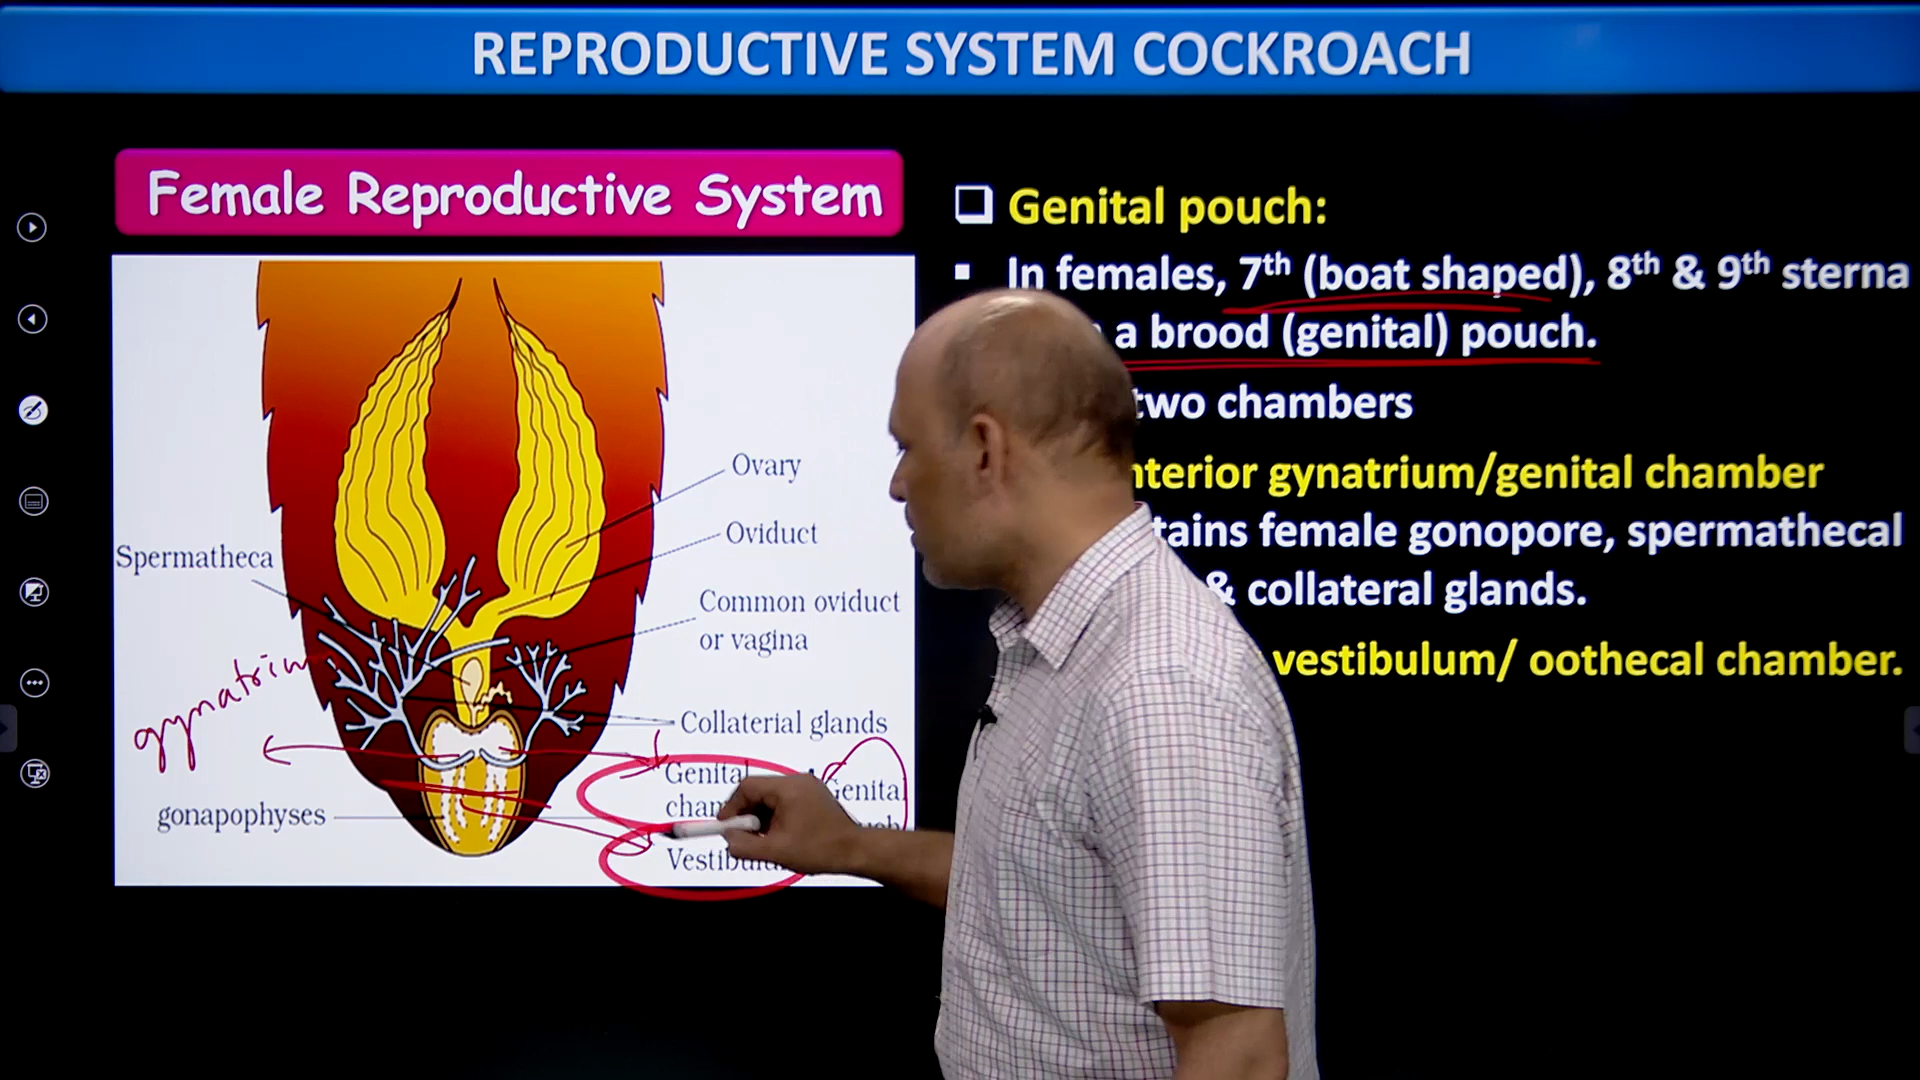 REPRODUCTIVE SYSTEM COCKROACH
Female Reproductive System
Ovary
Oviduct
Spermatheca
Common oviduct
or vagina
gynatrium
Collaterial glands
Genital
gonapophyses
Genital pouch:
In females, 7th (boat shaped), 8th & 9th sterna
a brood (genital) pouch.
two chambers
gynatrium/genital chamber
female gonopore, spermathecal
& collateral glands.
vestibulum/ oothecal chamber.